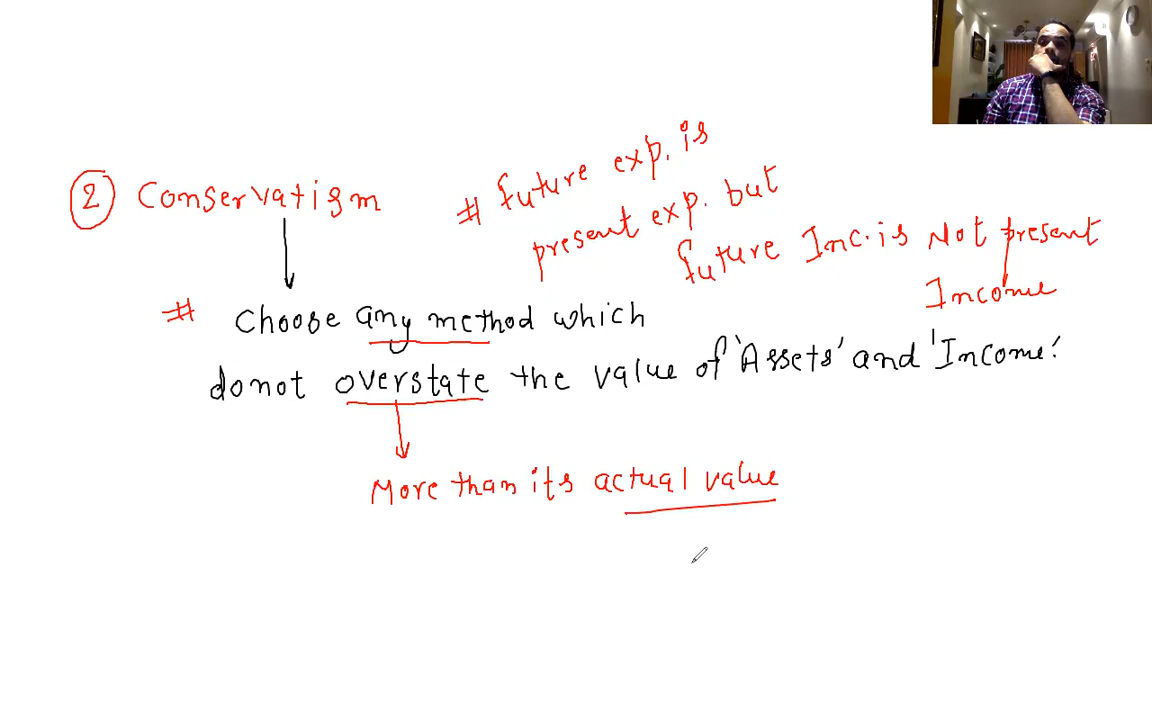 ② Conservatism
# future exp. is
present exp. but
future Inc. is Not present
Income
# Choose any method which
donot overstate the value of 'Assets' and 'Income'.
More than its actual value